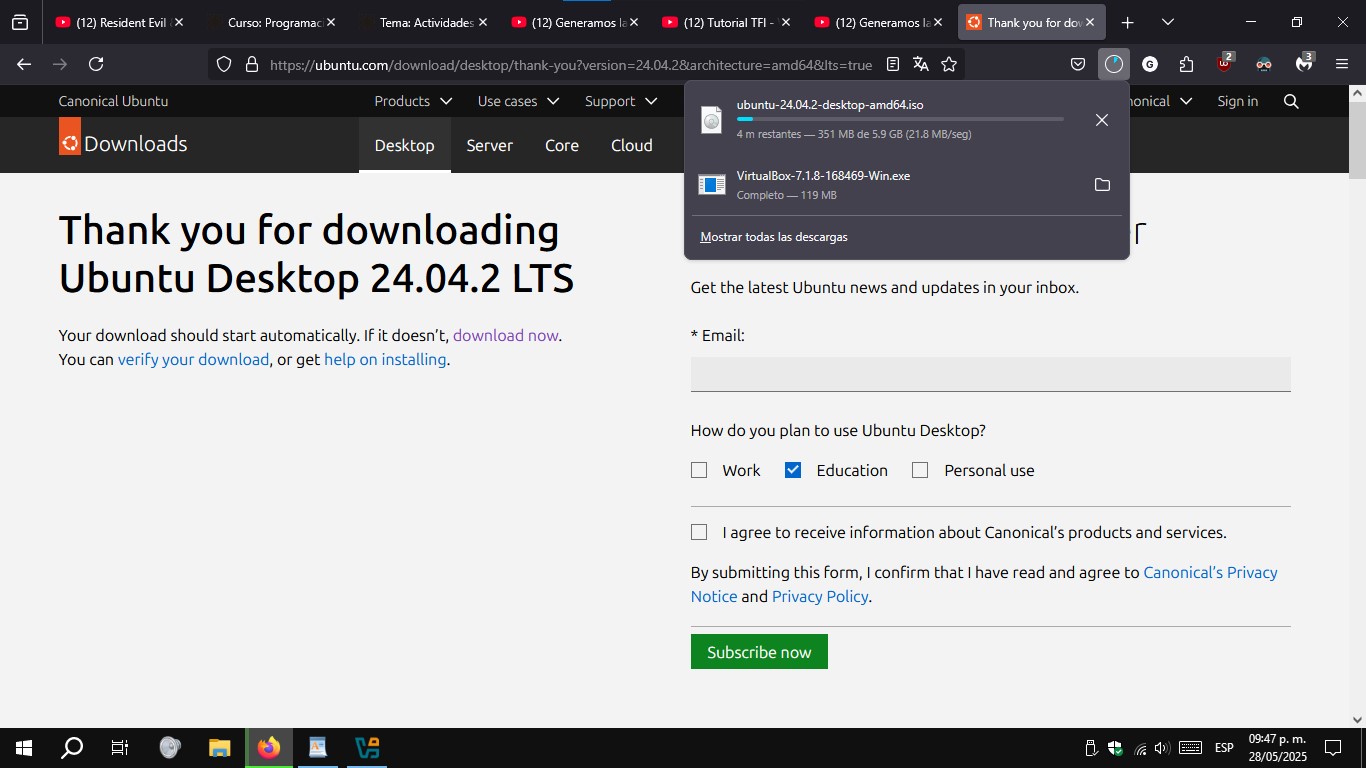 (12) Resident Evil
Curso: Programaci
Tema: Actividades
(12) Generamos la
(12) Tutorial TFI -
(12) Generamos la
Thank you for dow
https://ubuntu.com/download/desktop/thank-you?version=24.04.2&architecture=amd64&lts=true
G
2
3
Canonical Ubuntu
Products
Use cases
Support
nonical
Sign in
Downloads
Desktop
Server
Core
Cloud
ubuntu-24.04.2-desktop-amd64.iso
4 m restantes — 351 MB de 5.9 GB (21.8 MB/seg)
VirtualBox-7.1.8-168469-Win.exe
Completo — 119 MB
Mostrar todas las descargas
Thank you for downloading
Ubuntu Desktop 24.04.2 LTS
Your download should start automatically. If it doesn’t, download now.
You can verify your download, or get help on installing.
Get the latest Ubuntu news and updates in your inbox.
* Email:
How do you plan to use Ubuntu Desktop?
Work
Education
Personal use
I agree to receive information about Canonical’s products and services.
By submitting this form, I confirm that I have read and agree to Canonical’s Privacy
Notice and Privacy Policy.
Subscribe now
ESP
09:47 p. m.
28/05/2025